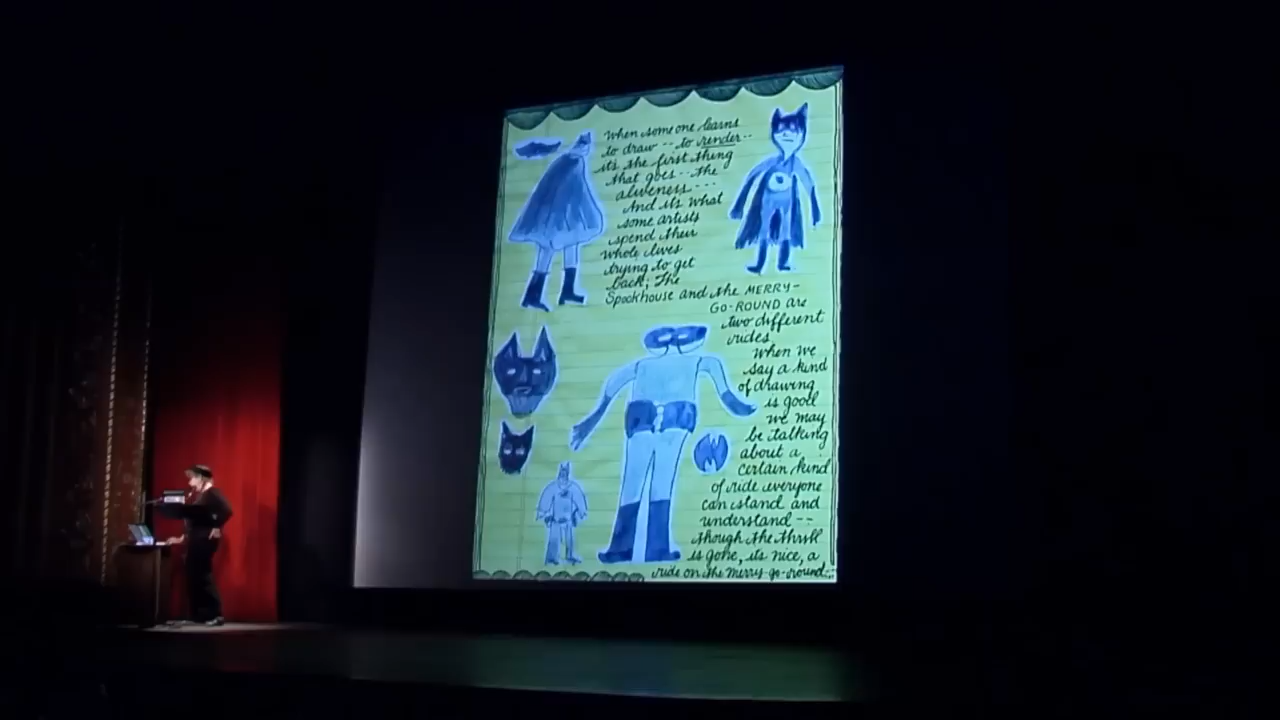 when some one learns
to draw -- to render --
it's the first thing
that goes -- the
aliveness ---
And it's what
some artists
spend their
whole lives
trying to get
back; The
Spookhouse and the MERRY-
GO-ROUND are
two different
rides.
when we
say a kind
of drawing
is good
we may
be talking
about a
certain kind
of ride everyone
can stand and
understand --
though the thrill
is gone, its nice, a
ride on the merry-go-round...